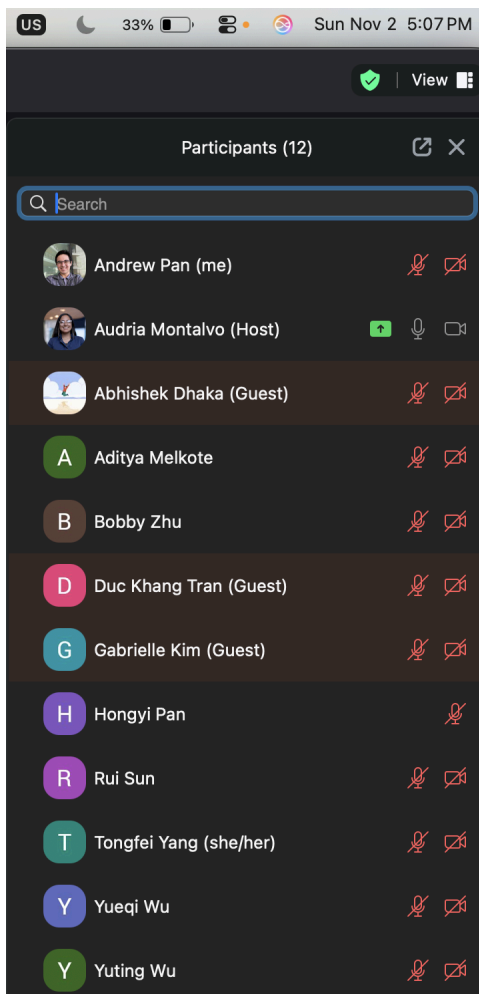 US 33% Sun Nov 2 5:07 PM
View
Participants (12)
Search
Andrew Pan (me)
Audria Montalvo (Host)
Abhishek Dhaka (Guest)
A Aditya Melkote
B Bobby Zhu
D Duc Khang Tran (Guest)
G Gabrielle Kim (Guest)
H Hongyi Pan
R Rui Sun
T Tongfei Yang (she/her)
Y Yueqi Wu
Y Yuting Wu